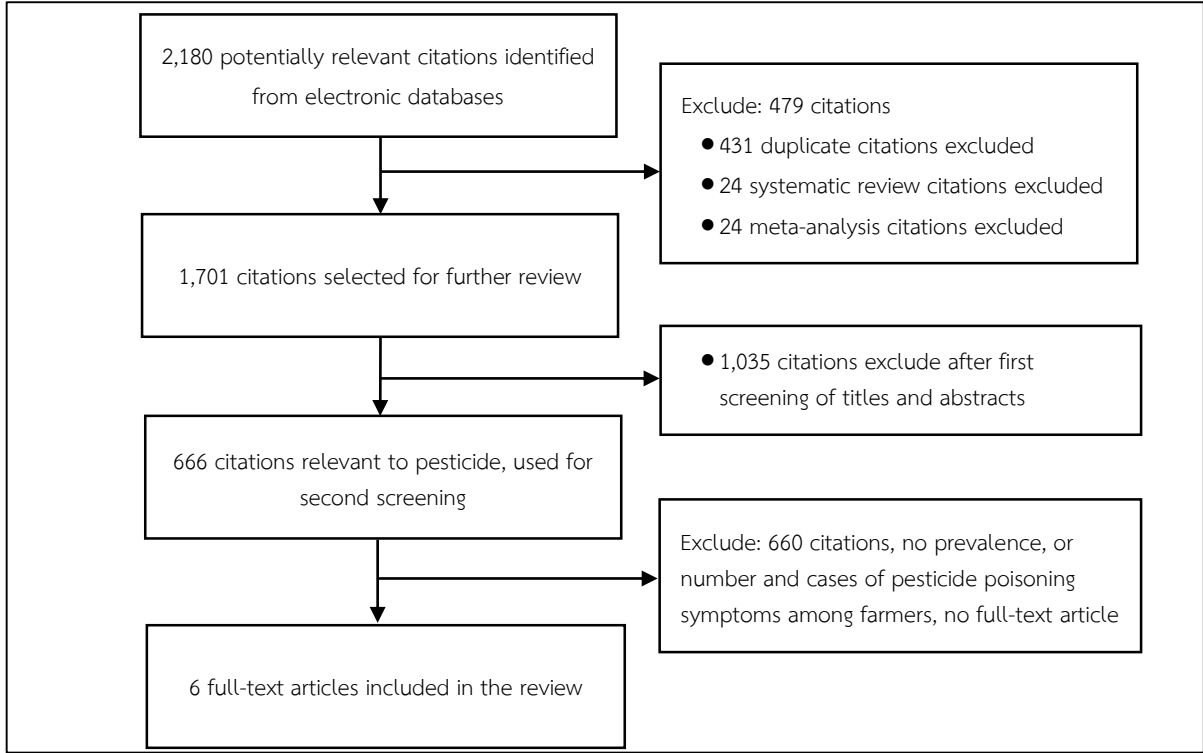 2,180 potentially relevant citations identified
from electronic databases
Exclude: 479 citations
● 431 duplicate citations excluded
● 24 systematic review citations excluded
● 24 meta-analysis citations excluded
1,701 citations selected for further review
● 1,035 citations exclude after first
screening of titles and abstracts
666 citations relevant to pesticide, used for
second screening
Exclude: 660 citations, no prevalence, or
number and cases of pesticide poisoning
symptoms among farmers, no full-text article
6 full-text articles included in the review